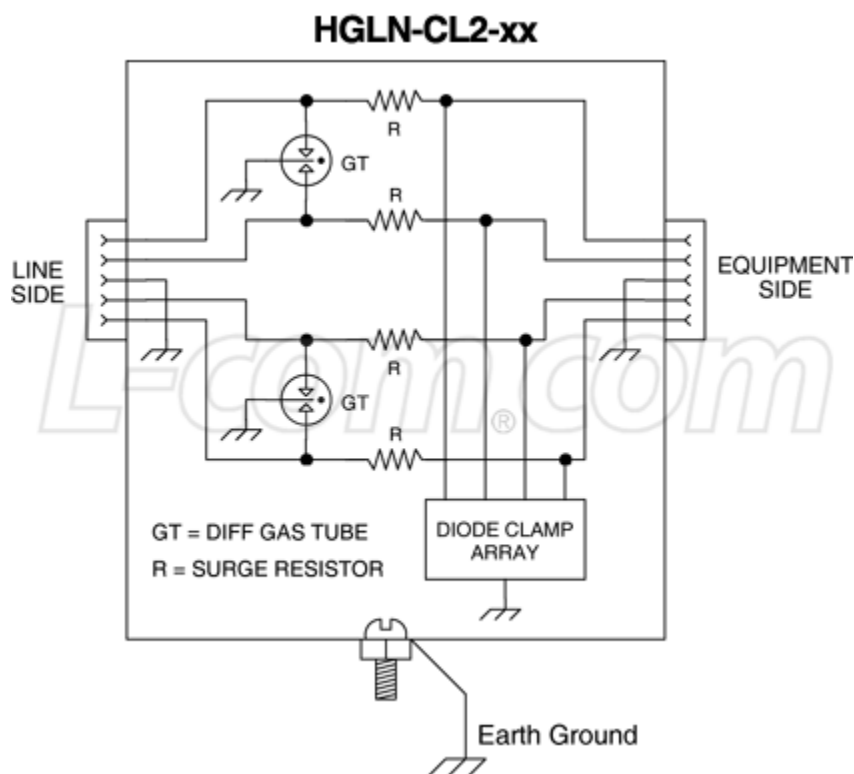 HGLN-CL2-xx
R
GT
R
LINE
SIDE
EQUIPMENT
SIDE
L-com.com®
R
GT
R
GT = DIFF GAS TUBE
R = SURGE RESISTOR
DIODE CLAMP
ARRAY
Earth Ground